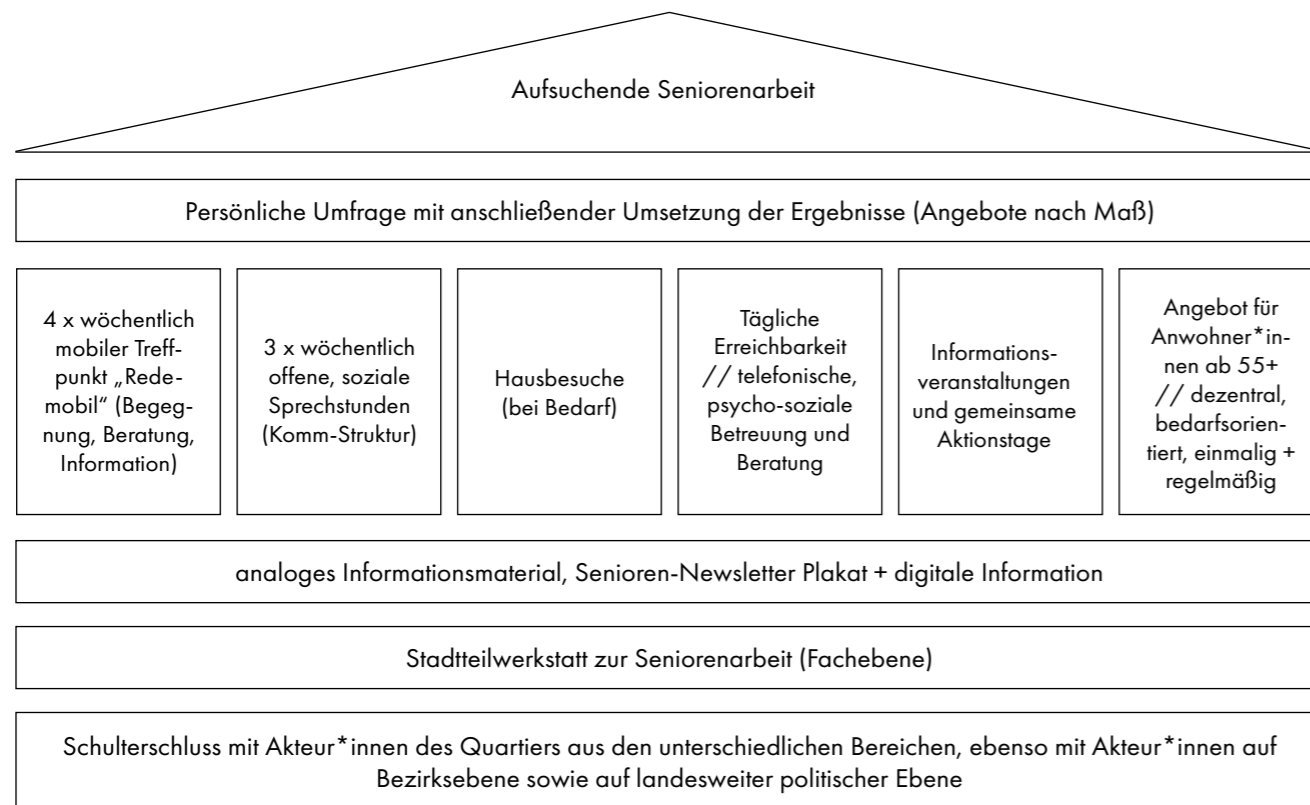 Aufsuchende Seniorenarbeit
Persönliche Umfrage mit anschließender Umsetzung der Ergebnisse (Angebote nach Maß)
4 x wöchentlich
mobiler Treff-
punkt „Rede-
mobil“ (Begeg-
nung, Beratung,
Information)
3 x wöchentlich
offene, soziale
Sprechstunden
(Komm-Struktur)
Hausbesuche
(bei Bedarf)
Tägliche
Erreichbarkeit
// telefonische,
psycho-soziale
Betreuung und
Beratung
Informations-
veranstaltungen
und gemeinsame
Aktionstage
Angebot für
Anwohner*in-
nen ab 55+
// dezentral,
bedarfsorien-
tiert, einmalig +
regelmäßig
analoges Informationsmaterial, Senioren-Newsletter Plakat + digitale Information
Stadtteilwerkstatt zur Seniorenarbeit (Fachebene)
Schulterschluss mit Akteur*innen des Quartiers aus den unterschiedlichen Bereichen, ebenso mit Akteur*innen auf
Bezirksebene sowie auf landesweiter politischer Ebene